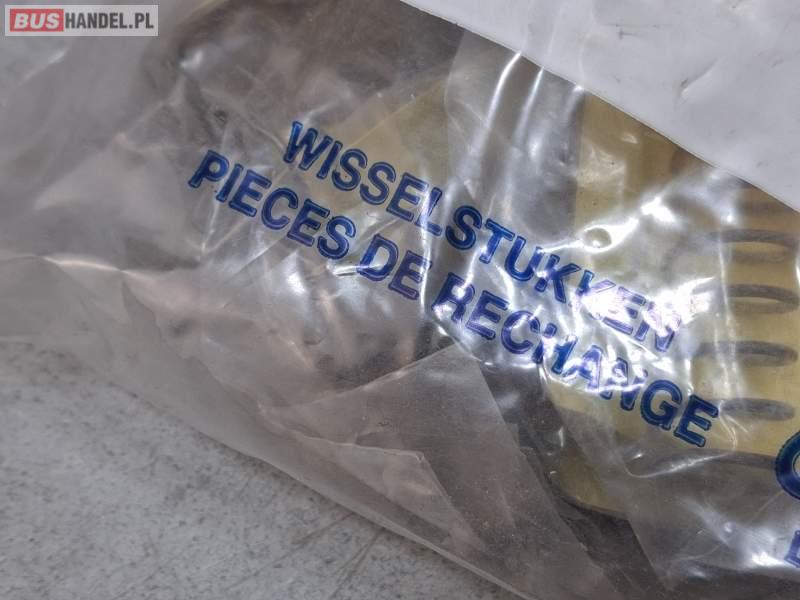 BUSHANDEL.PL
WISSELSTUKKEN
PIECES DE RECHANGE